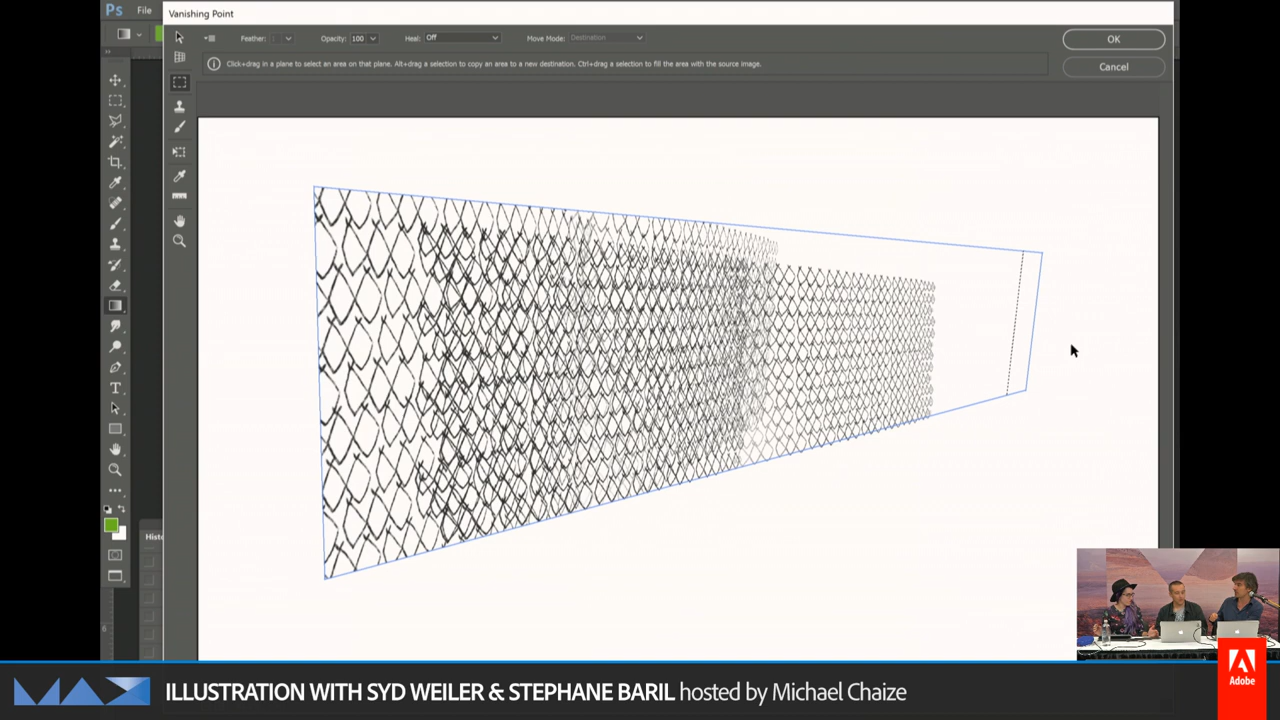 Ps File
Vanishing Point
Feather: Opacity: 100 Heal: Off Move Mode: Destination
OK
Click+drag in a plane to select an area on that plane. Alt+drag a selection to copy an area to a new destination. Ctrl+drag a selection to fill the area with the source image.
Cancel
T
Histo
6
MAX ILLUSTRATION WITH SYD WEILER & STEPHANE BARIL hosted by Michael Chaize
Adobe